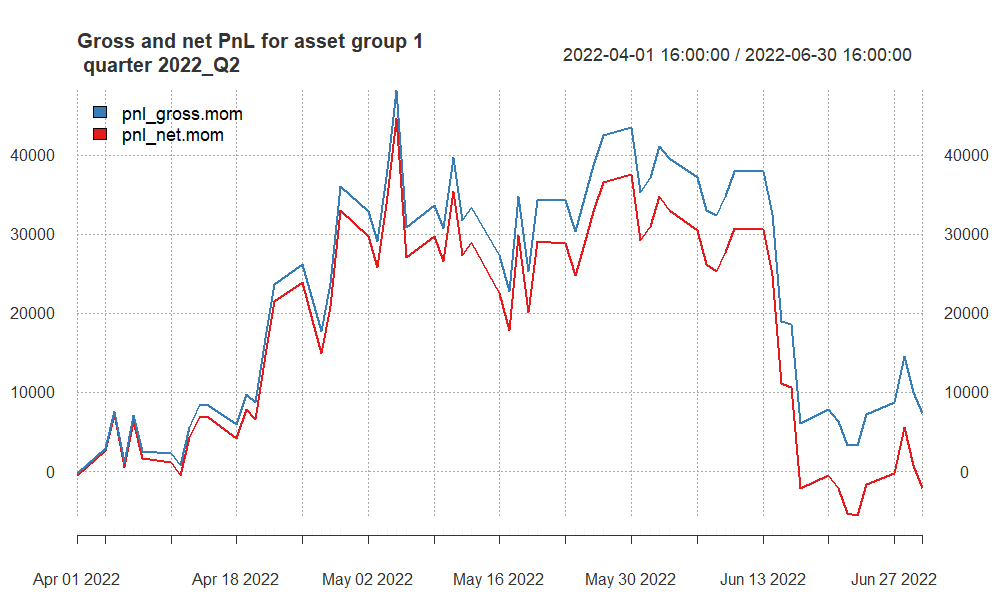 Gross and net PnL for asset group 1
quarter 2022_Q2
2022-04-01 16:00:00 / 2022-06-30 16:00:00
pnl_gross.mom
pnl_net.mom
40000 40000
30000 30000
20000 20000
10000 10000
0 0
Apr 01 2022 Apr 18 2022 May 02 2022 May 16 2022 May 30 2022 Jun 13 2022 Jun 27 2022